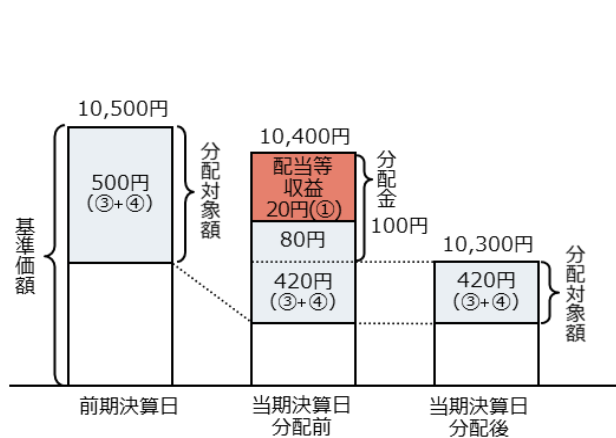 10,500円
500円
(③+④)
分配対象額
基準価額
10,400円
配当等
収益
20円(①)
80円
420円
(③+④)
分配金
100円
10,300円
420円
(③+④)
分配対象額
前期決算日
当期決算日
分配前
当期決算日
分配後